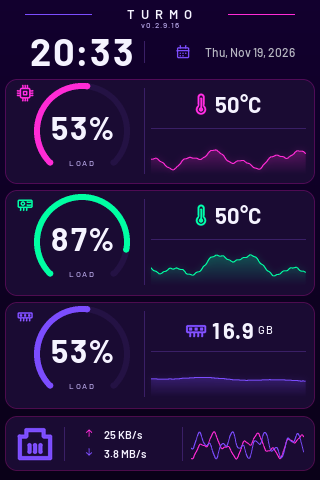 TURMO
v0.2.9.16
20:33
Thu, Nov 19, 2026
53%
LOAD
50°C
87%
LOAD
50°C
53%
LOAD
16.9 GB
↑ 25 KB/s
↓ 3.8 MB/s